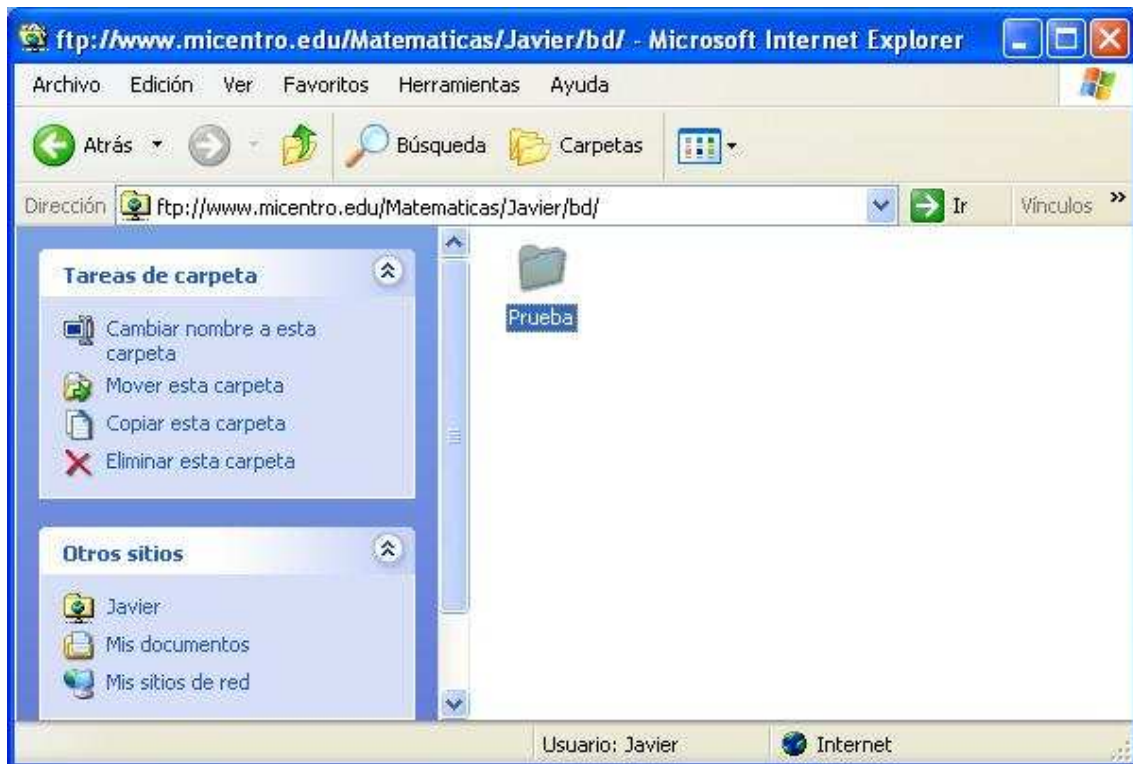 ftp://www.micentro.edu/Matematicas/Javier/bd/ - Microsoft Internet Explorer
Archivo Edición Ver Favoritos Herramientas Ayuda
Atrás Búsqueda Carpetas
Dirección ftp://www.micentro.edu/Matematicas/Javier/bd/ Ir Vínculos »
Tareas de carpeta
Cambiar nombre a esta
carpeta
Mover esta carpeta
Copiar esta carpeta
Eliminar esta carpeta
Otros sitios
Javier
Mis documentos
Mis sitios de red
Prueba
Usuario: Javier Internet